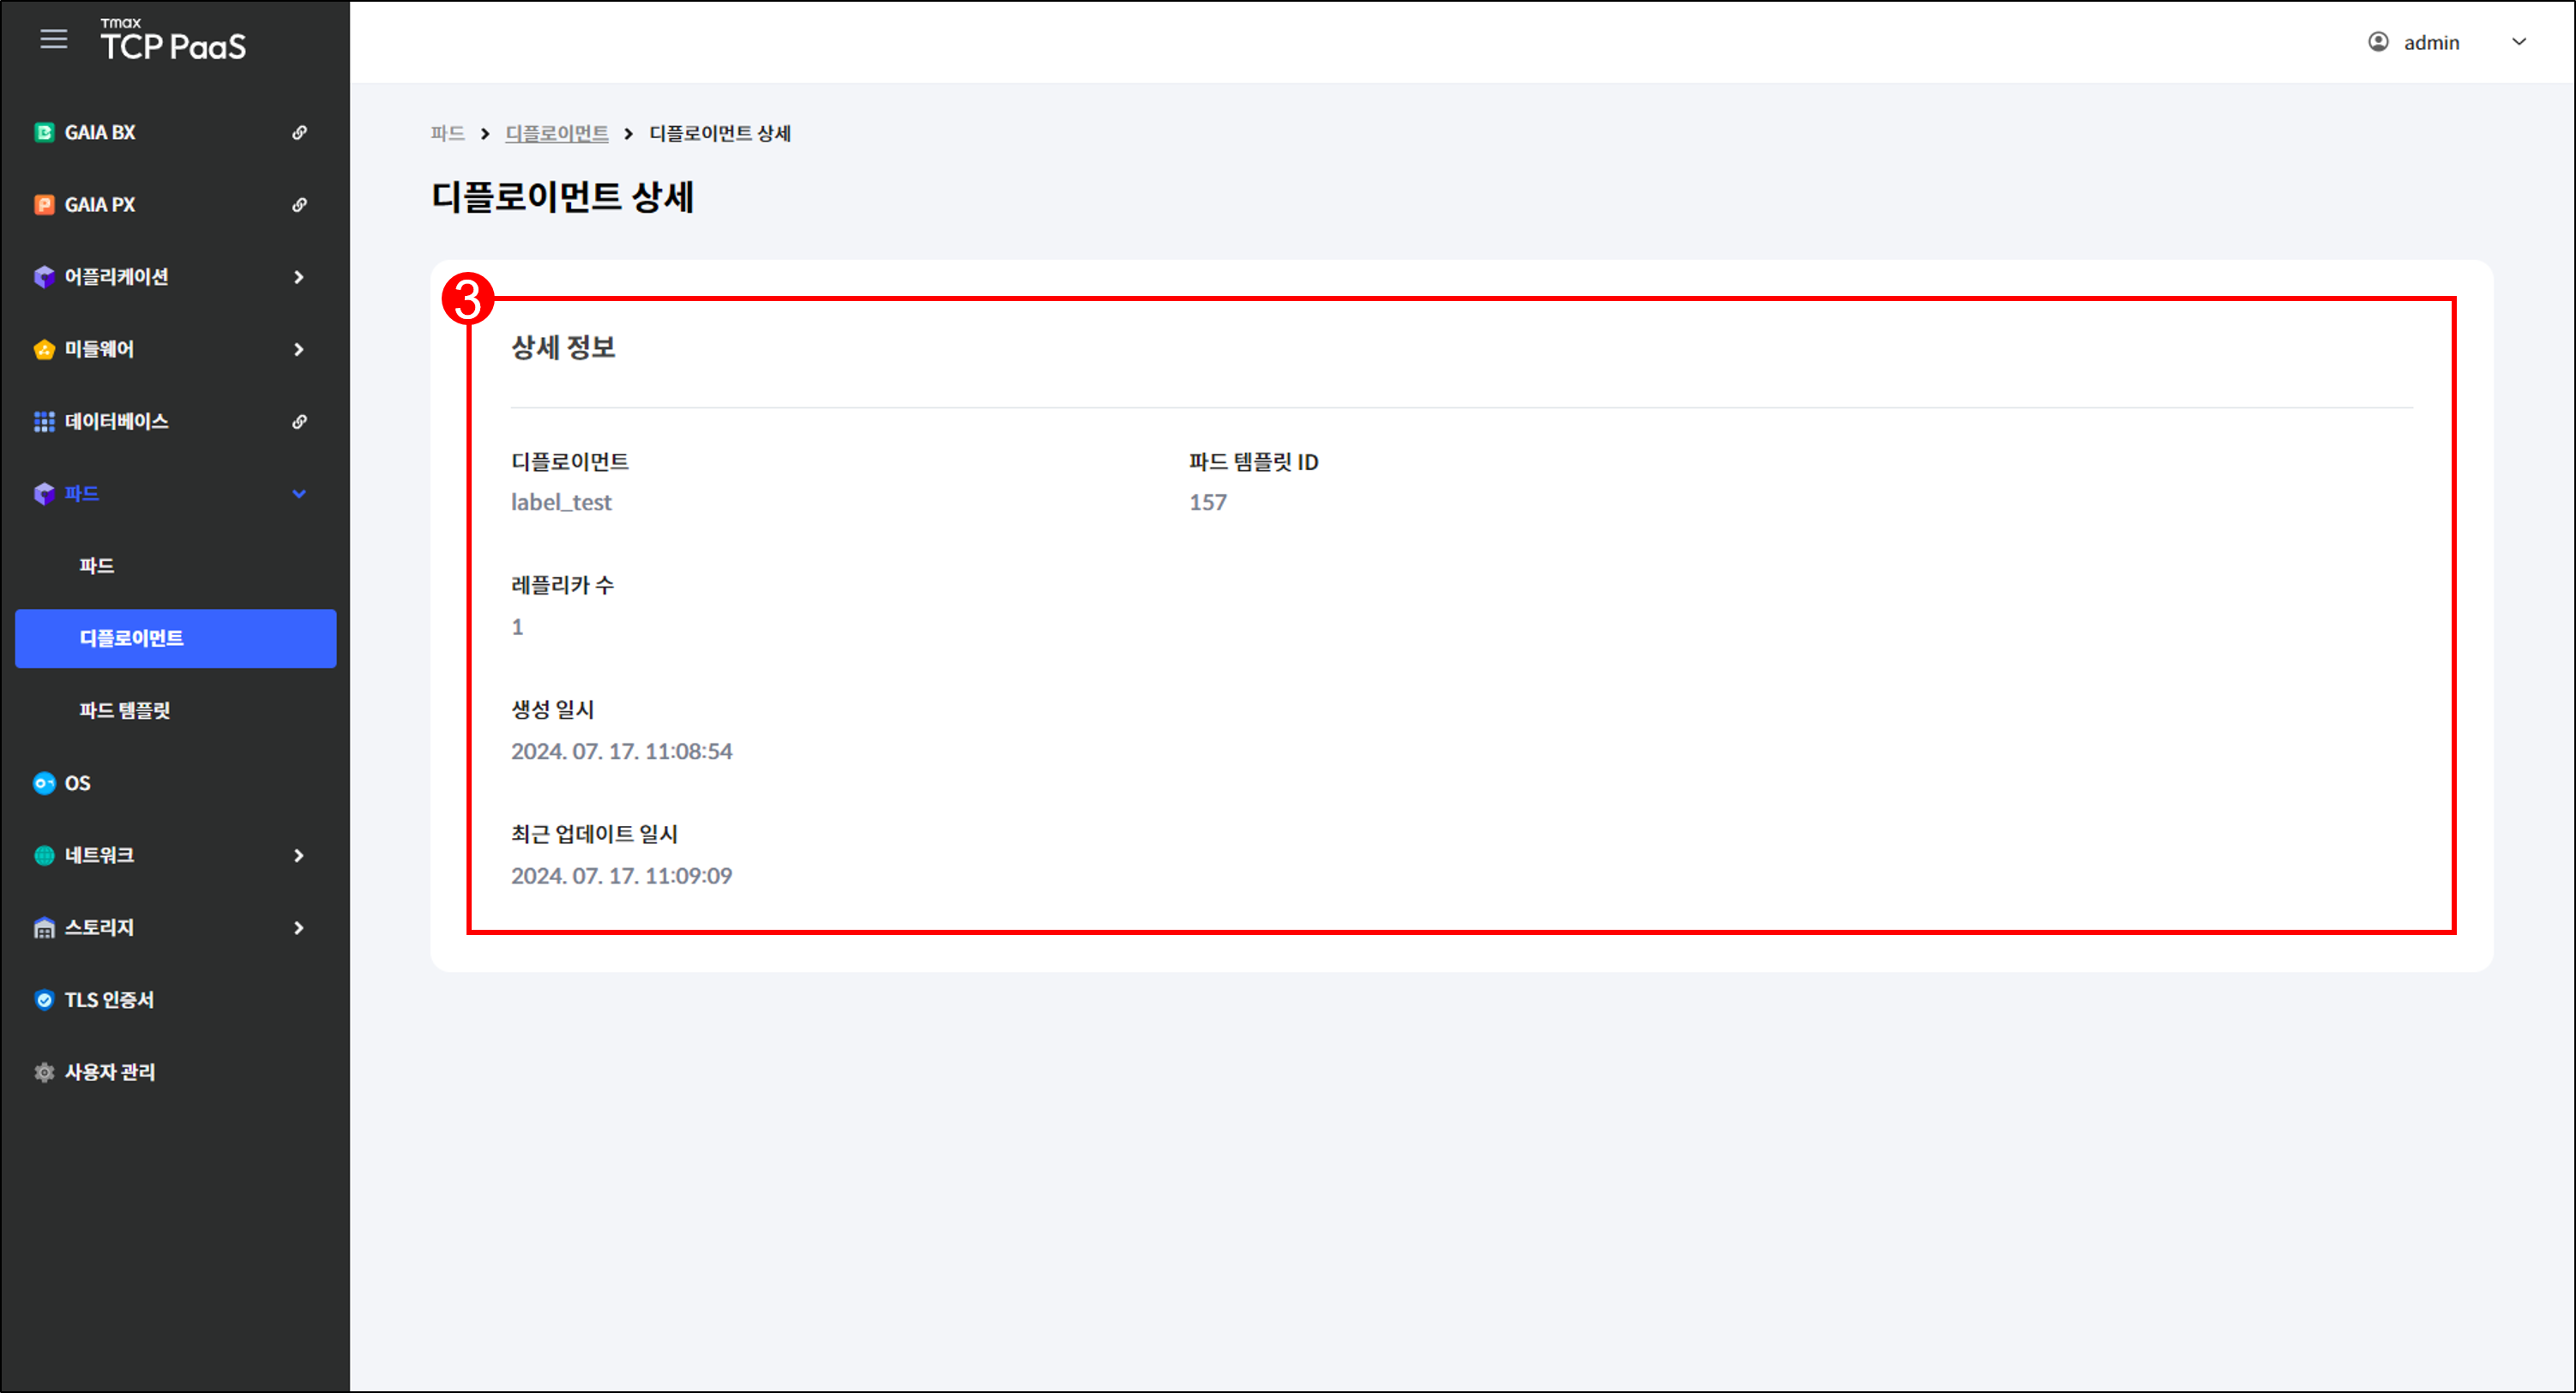 Tmax
TCP PaaS
admin
GAIA BX
GAIA PX
어플리케이션
미들웨어
데이터베이스
파드
파드
디플로이먼트
파드 템플릿
OS
네트워크
스토리지
TLS 인증서
사용자 관리
파드 > 디플로이먼트 > 디플로이먼트 상세
디플로이먼트 상세
3
상세 정보
디플로이먼트
label_test
파드 템플릿 ID
157
레플리카 수
1
생성 일시
2024. 07. 17. 11:08:54
최근 업데이트 일시
2024. 07. 17. 11:09:09